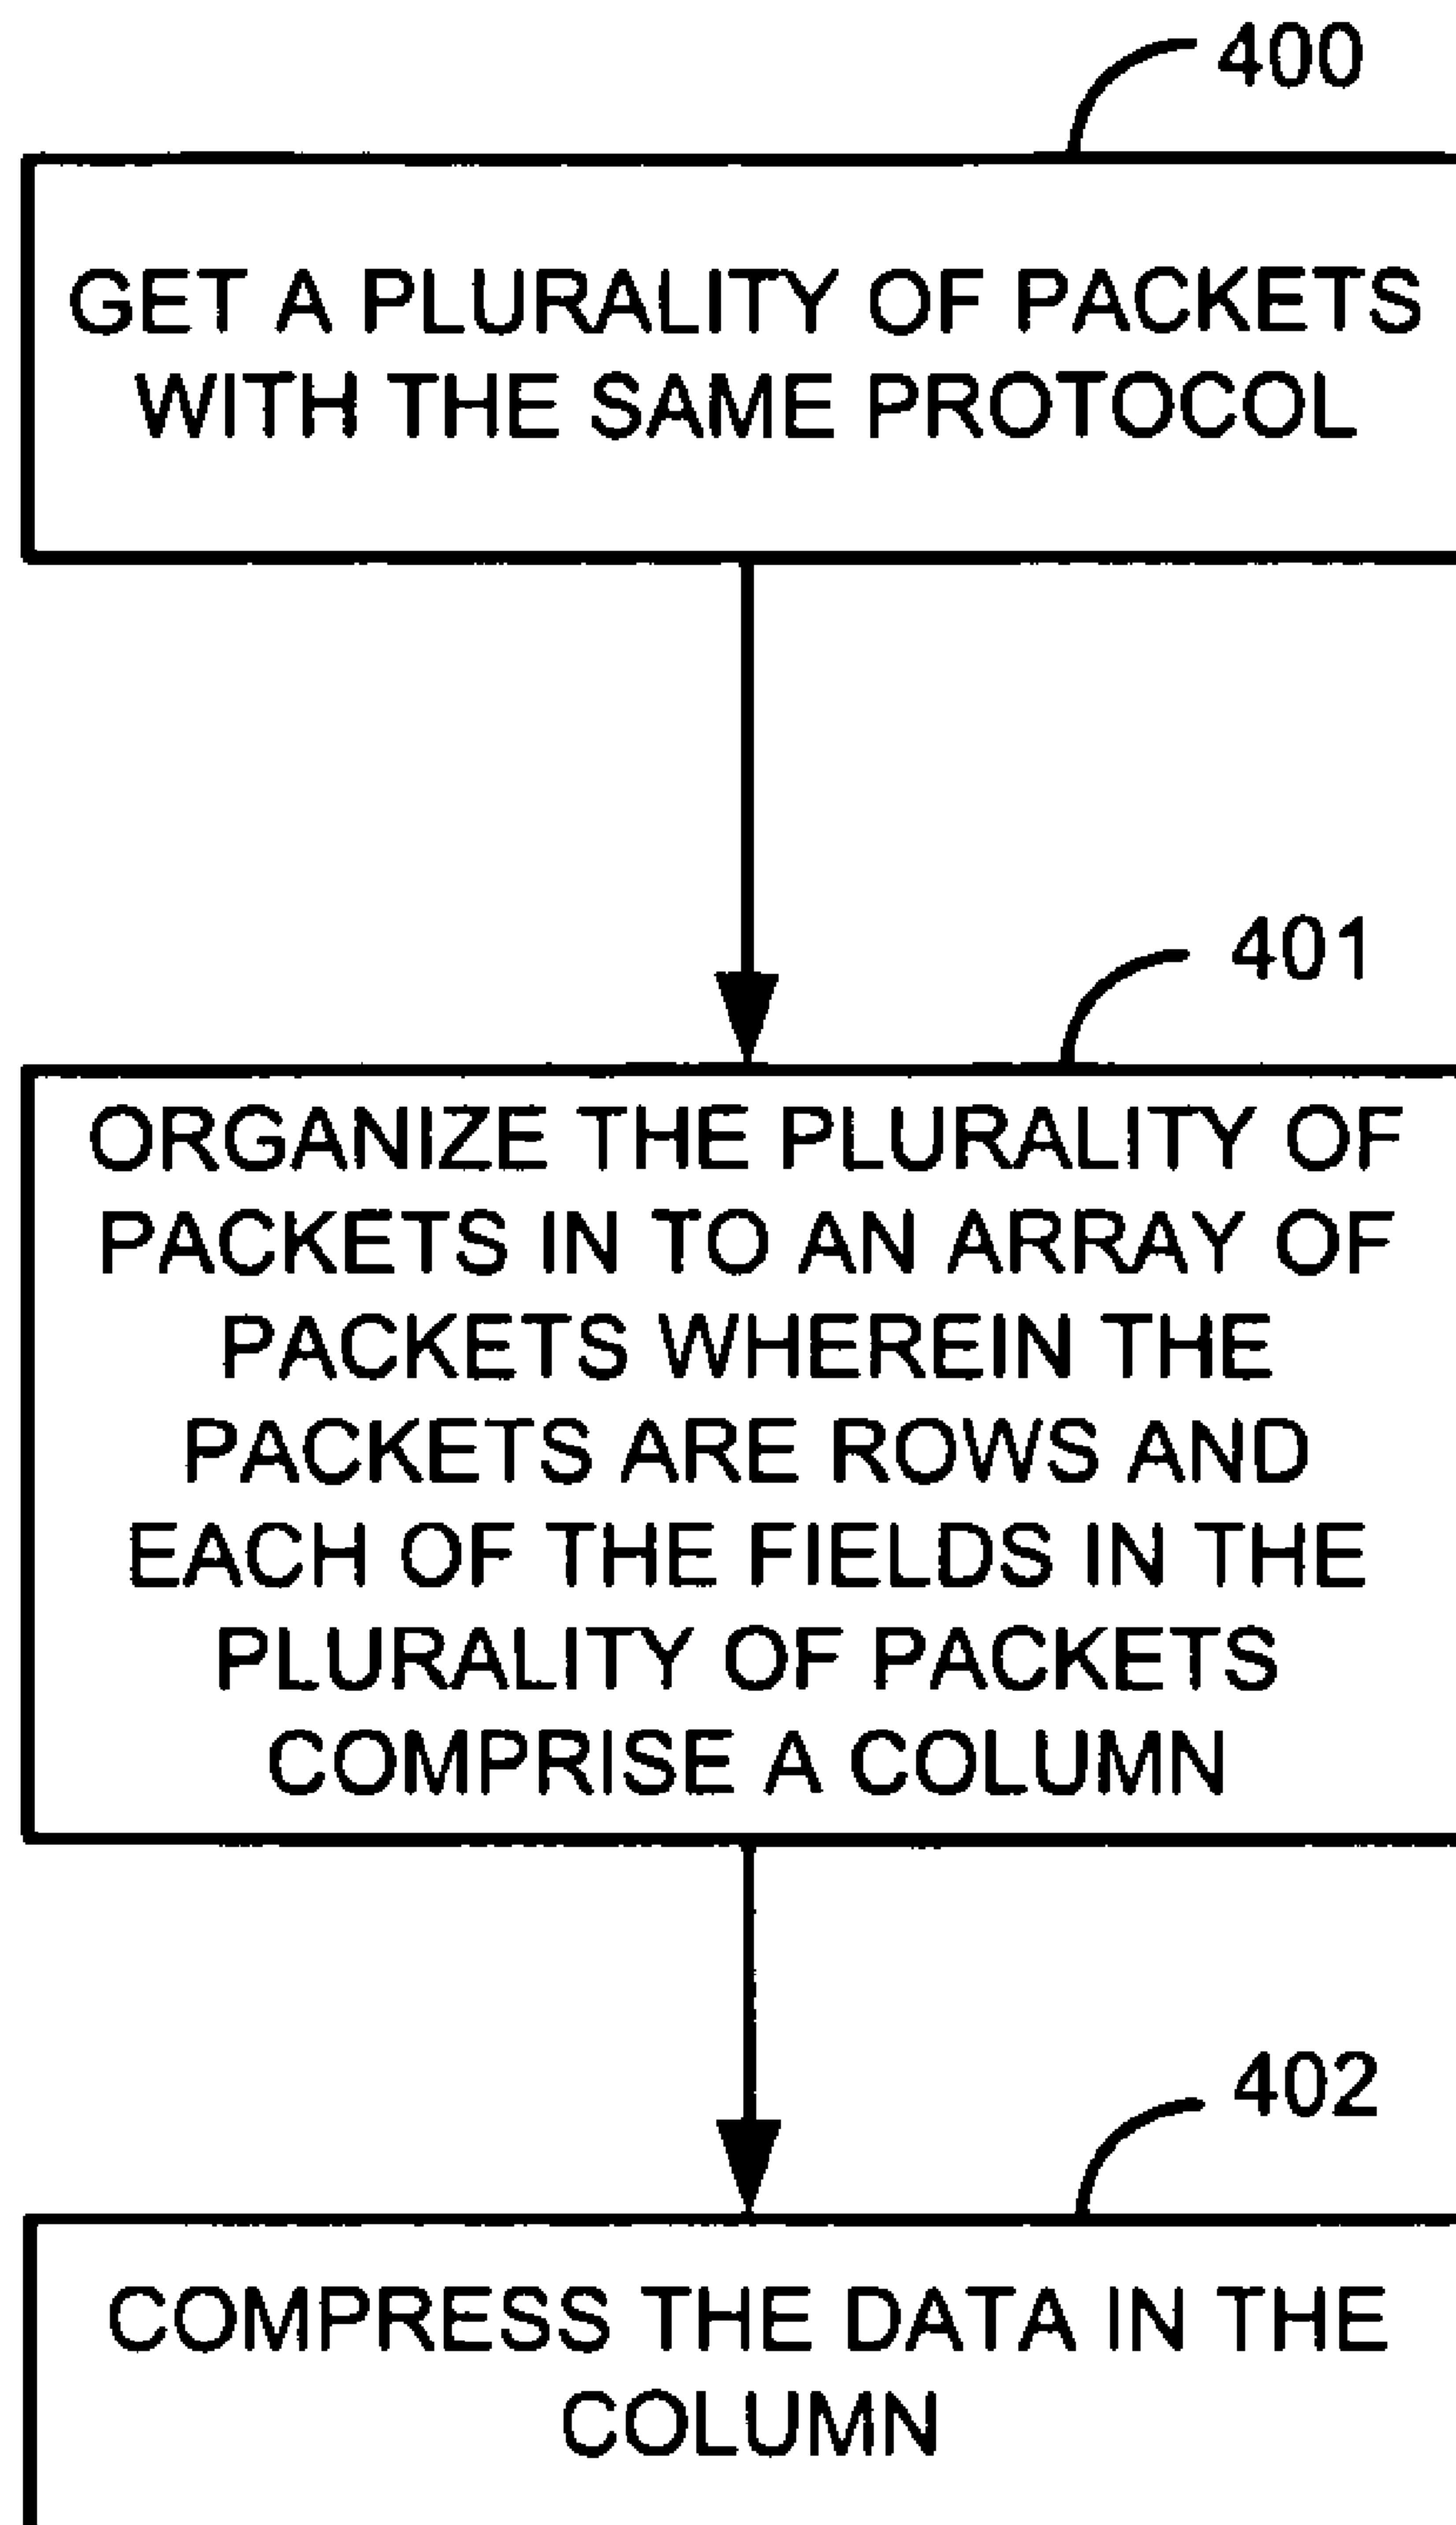 400
GET A PLURALITY OF PACKETS
WITH THE SAME PROTOCOL
401
ORGANIZE THE PLURALITY OF
PACKETS IN TO AN ARRAY OF
PACKETS WHEREIN THE
PACKETS ARE ROWS AND
EACH OF THE FIELDS IN THE
PLURALITY OF PACKETS
COMPRISE A COLUMN
402
COMPRESS THE DATA IN THE
COLUMN